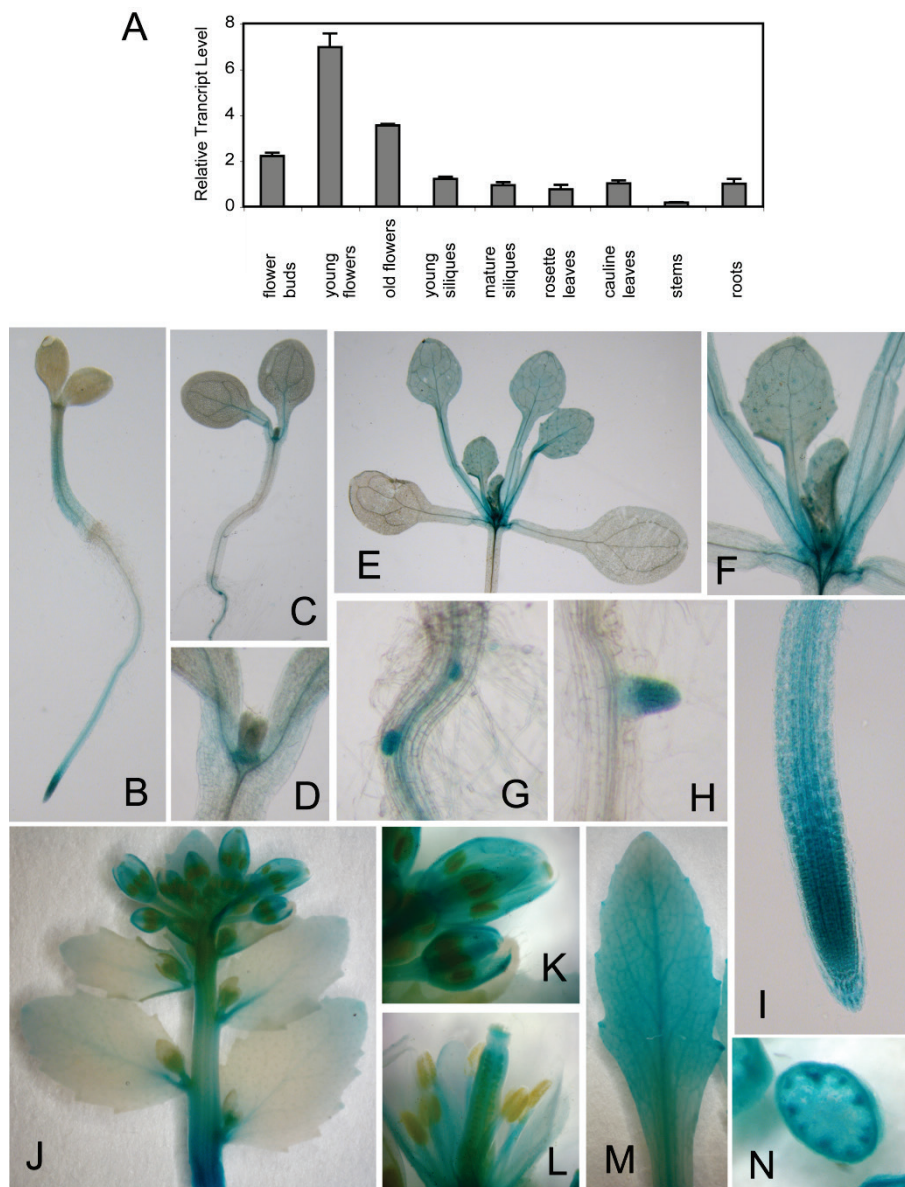 A
Relative Trancript Level
8
6
4
2
0
flower
buds
young
flowers
old flowers
young
siliques
mature
siliques
rosette
leaves
cauline
leaves
stems
roots
B
C
D
E
F
G
H
I
J
K
L
M
N